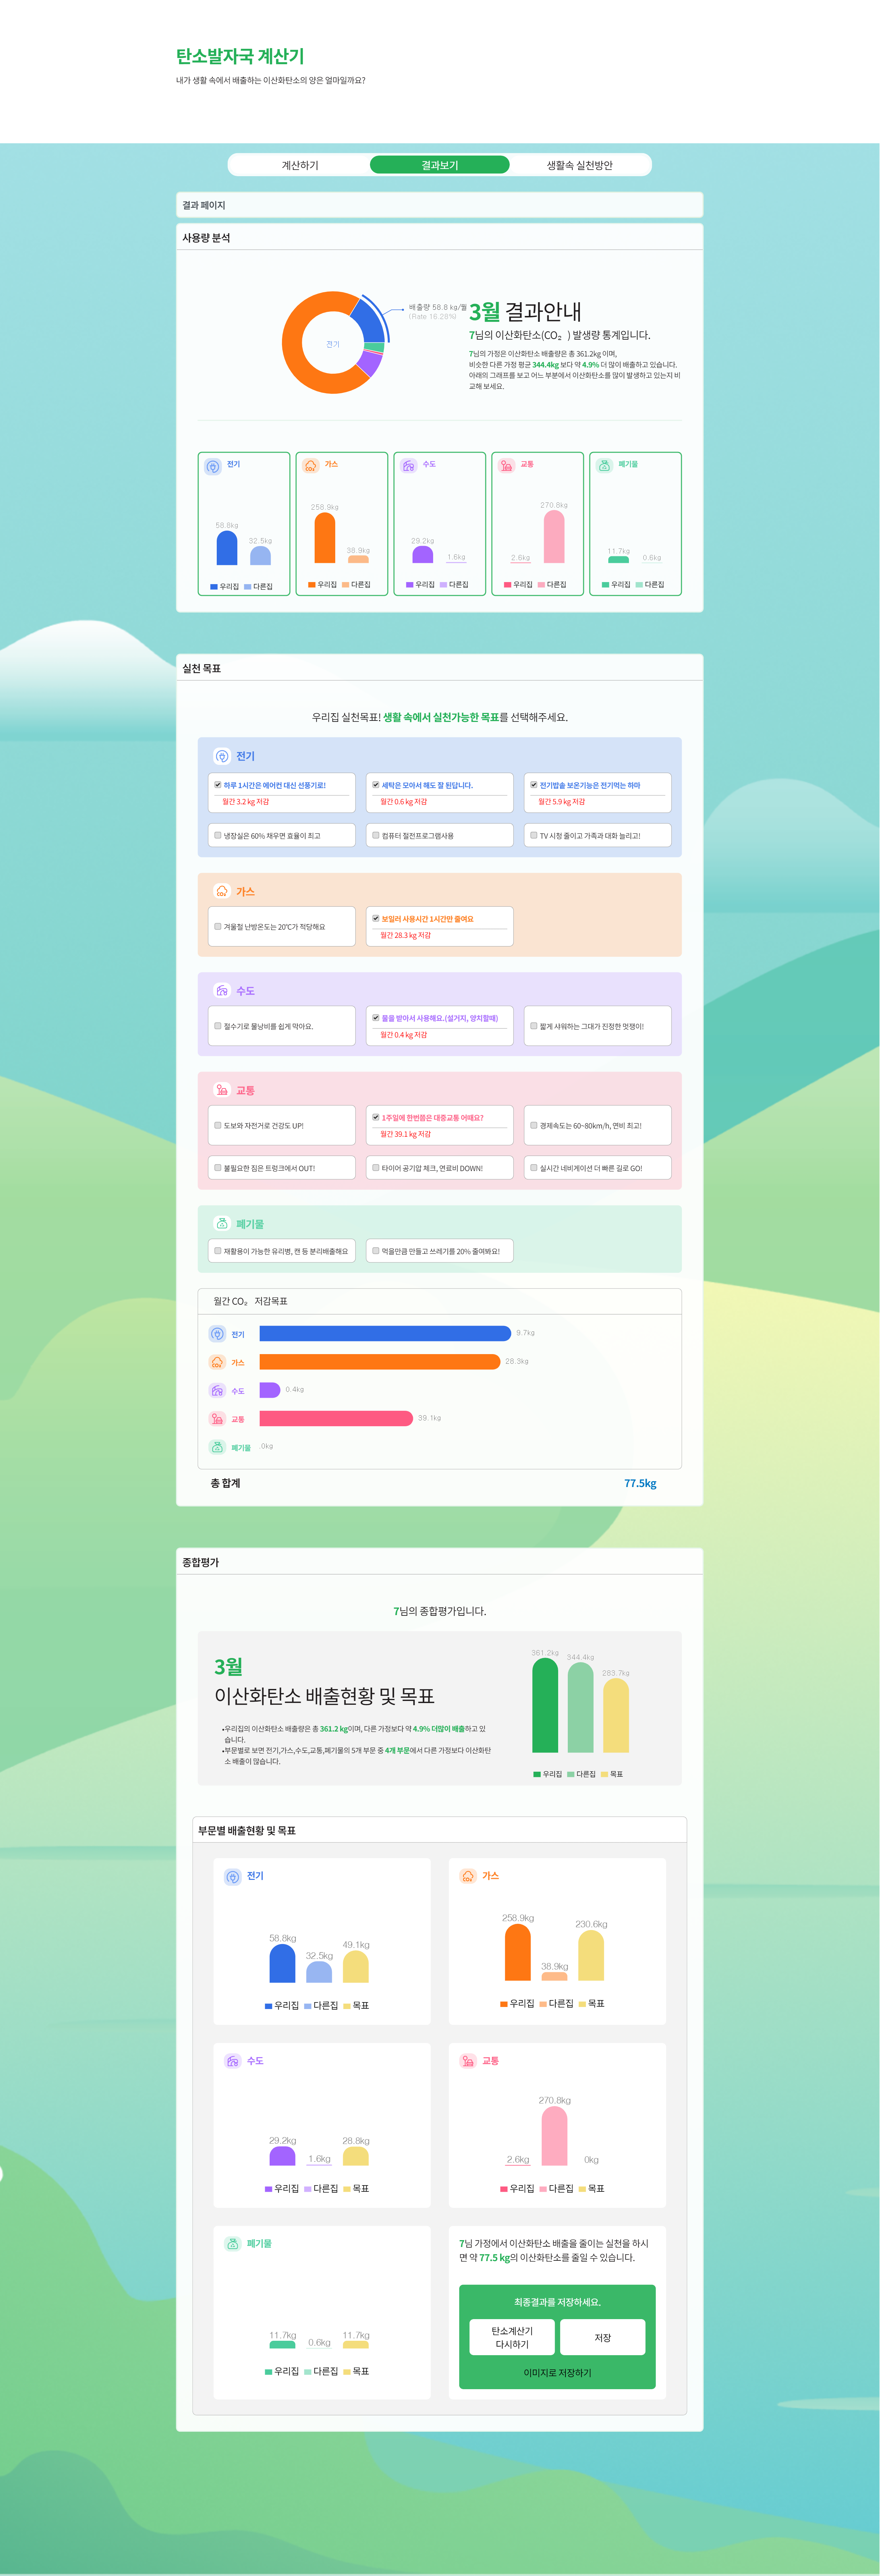 탄소발자국 계산기
내가 생활 속에서 배출하는 이산화탄소의 양은 얼마일까요?
계산하기 결과보기 생활속 실천방안
결과 페이지
사용량 분석
전기
배출량 58.8 kg/월
(Rate 16.28%)
3월 결과안내
7님의 이산화탄소(CO₂ ) 발생량 통계입니다.
7님의 가정은 이산화탄소 배출량은 총 361.2kg 이며,
비슷한 다른 가정 평균 344.4kg 보다 약 4.9% 더 많이 배출하고 있습니다.
아래의 그래프를 보고 어느 부분에서 이산화탄소를 많이 발생하고 있는지 비
교해 보세요.
전기
58.8kg 32.5kg
우리집 다른집
가스
258.9kg 38.9kg
우리집 다른집
수도
29.2kg 1.6kg
우리집 다른집
교통
2.6kg 270.8kg
우리집 다른집
폐기물
11.7kg 0.6kg
우리집 다른집
실천 목표
우리집 실천목표! 생활 속에서 실천가능한 목표를 선택해주세요.
전기
하루 1시간은 에어컨 대신 선풍기로!
월간 3.2 kg 저감
세탁은 모아서 해도 잘 된답니다.
월간 0.6 kg 저감
전기밥솥 보온기능은 전기먹는 하마
월간 5.9 kg 저감
냉장실은 60% 채우면 효율이 최고
컴퓨터 절전프로그램사용
TV 시청 줄이고 가족과 대화 늘리고!
가스
겨울철 난방온도는 20℃가 적당해요
보일러 사용시간 1시간만 줄여요
월간 28.3 kg 저감
수도
절수기로 물낭비를 쉽게 막아요.
물을 받아서 사용해요.(설거지, 양치할때)
월간 0.4 kg 저감
짧게 샤워하는 그대가 진정한 멋쟁이!
교통
도보와 자전거로 건강도 UP!
1주일에 한번쯤은 대중교통 어때요?
월간 39.1 kg 저감
경제속도는 60~80km/h, 연비 최고!
불필요한 짐은 트렁크에서 OUT!
타이어 공기압 체크, 연료비 DOWN!
실시간 네비게이션 더 빠른 길로 GO!
폐기물
재활용이 가능한 유리병, 캔 등 분리배출해요
먹을만큼 만들고 쓰레기를 20% 줄여봐요!
월간 CO₂ 저감목표
전기 9.7kg
가스 28.3kg
수도 0.4kg
교통 39.1kg
폐기물 0kg
총 합계 77.5kg
종합평가
7님의 종합평가입니다.
3월
이산화탄소 배출현황 및 목표
•우리집의 이산화탄소 배출량은 총 361.2 kg이며, 다른 가정보다 약 4.9% 더많이 배출하고 있
습니다.
•부문별로 보면 전기,가스,수도,교통,폐기물의 5개 부문 중 4개 부문에서 다른 가정보다 이산화탄
소 배출이 많습니다.
361.2kg 344.4kg 283.7kg
우리집 다른집 목표
부문별 배출현황 및 목표
전기
58.8kg 32.5kg 49.1kg
우리집 다른집 목표
가스
258.9kg 38.9kg 230.6kg
우리집 다른집 목표
수도
29.2kg 1.6kg 28.8kg
우리집 다른집 목표
교통
2.6kg 270.8kg 0kg
우리집 다른집 목표
폐기물
11.7kg 0.6kg 11.7kg
우리집 다른집 목표
7님 가정에서 이산화탄소 배출을 줄이는 실천을 하시
면 약 77.5 kg의 이산화탄소를 줄일 수 있습니다.
최종결과를 저장하세요.
탄소계산기
다시하기
저장
이미지로 저장하기